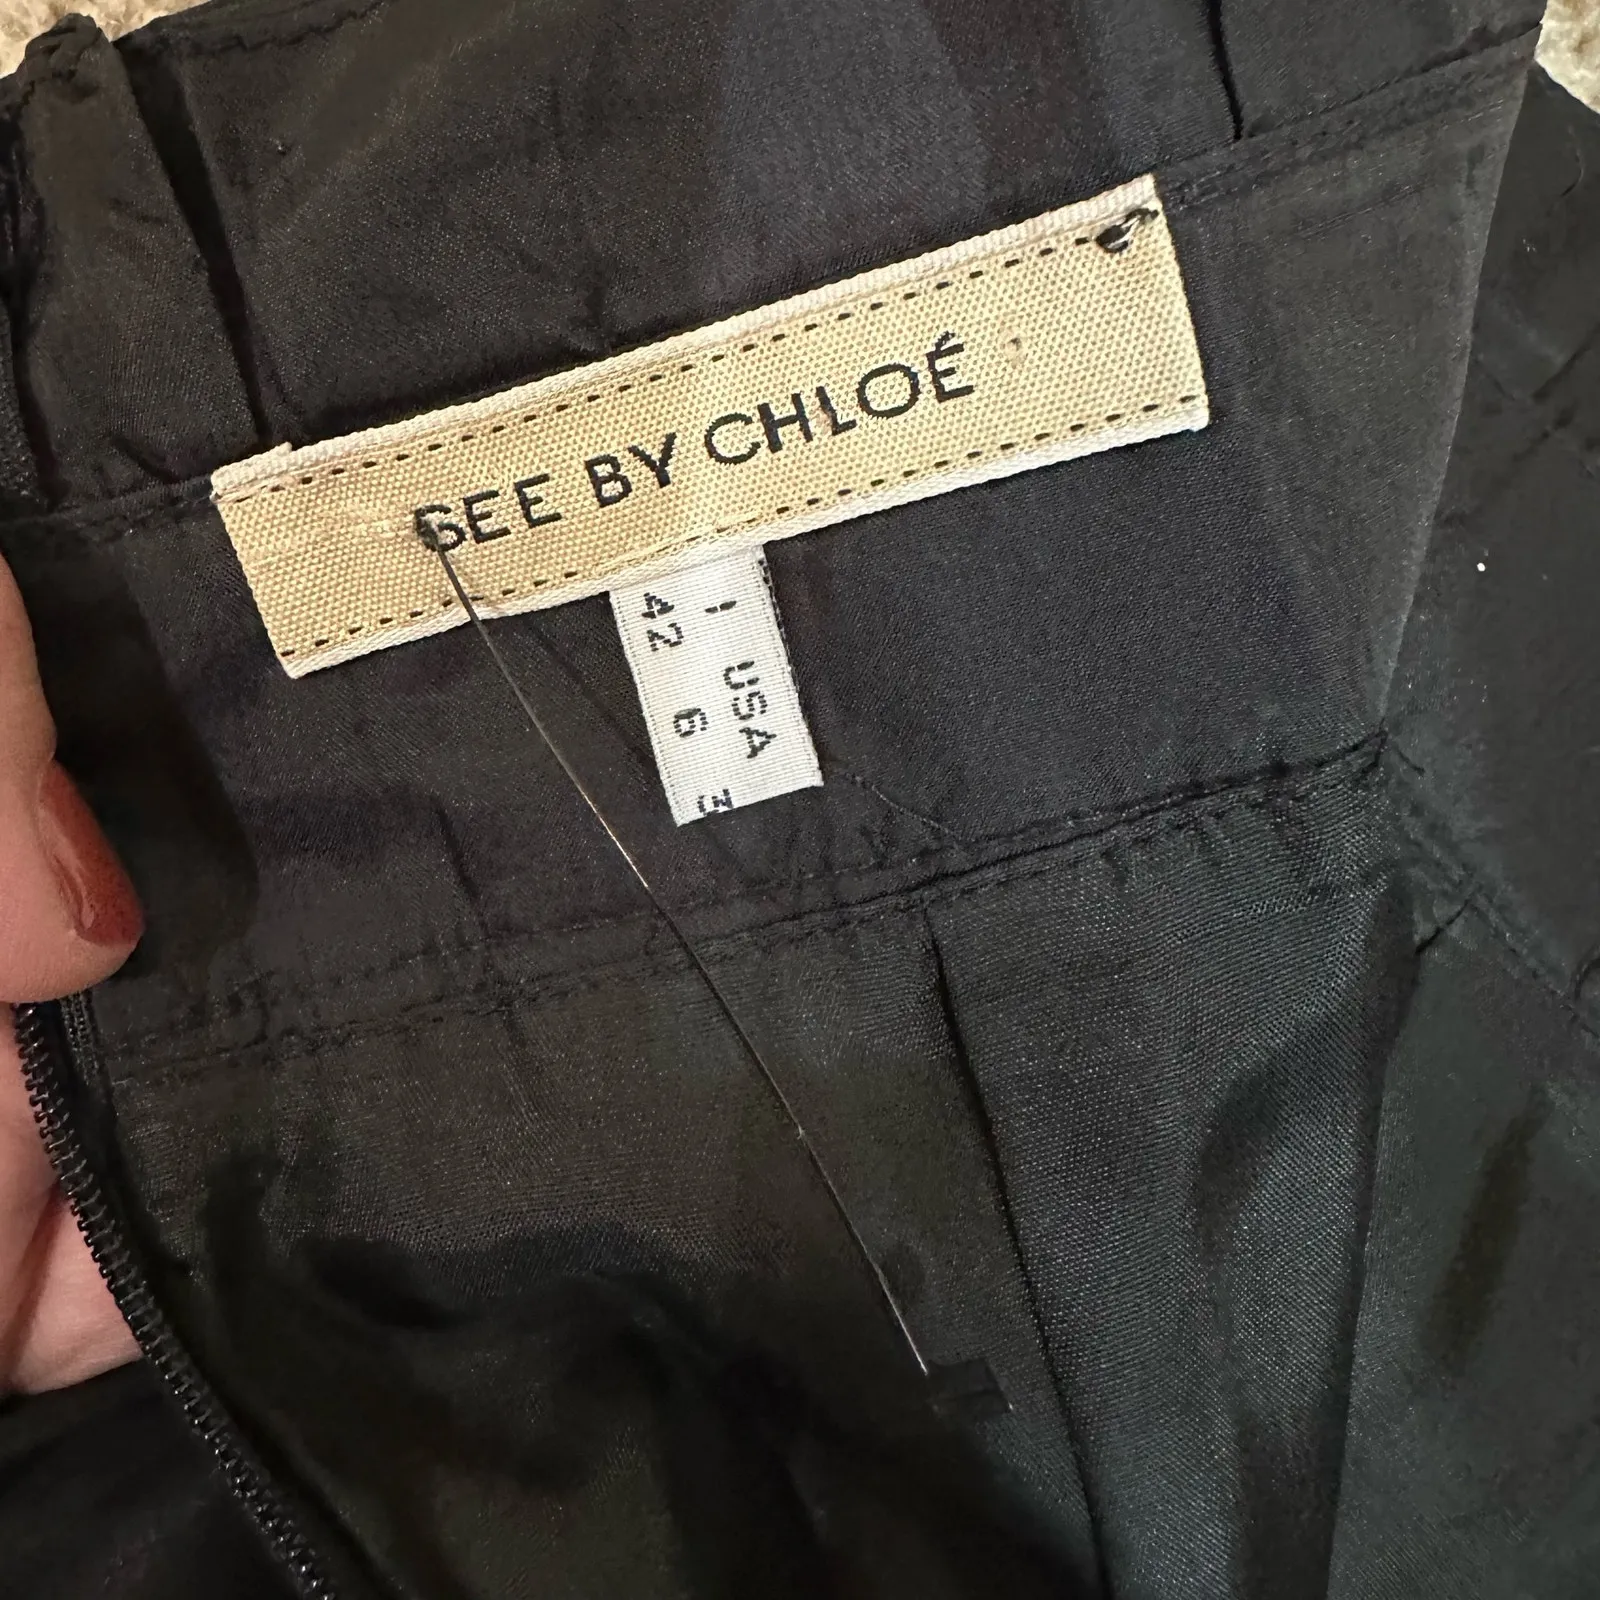 SEE BY CHLOÉ
I USA
42 6